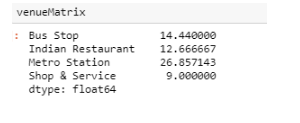 venueMatrix
: Bus Stop 14.440000
Indian Restaurant 12.666667
Metro Station 26.857143
Shop & Service 9.000000
dtype: float64